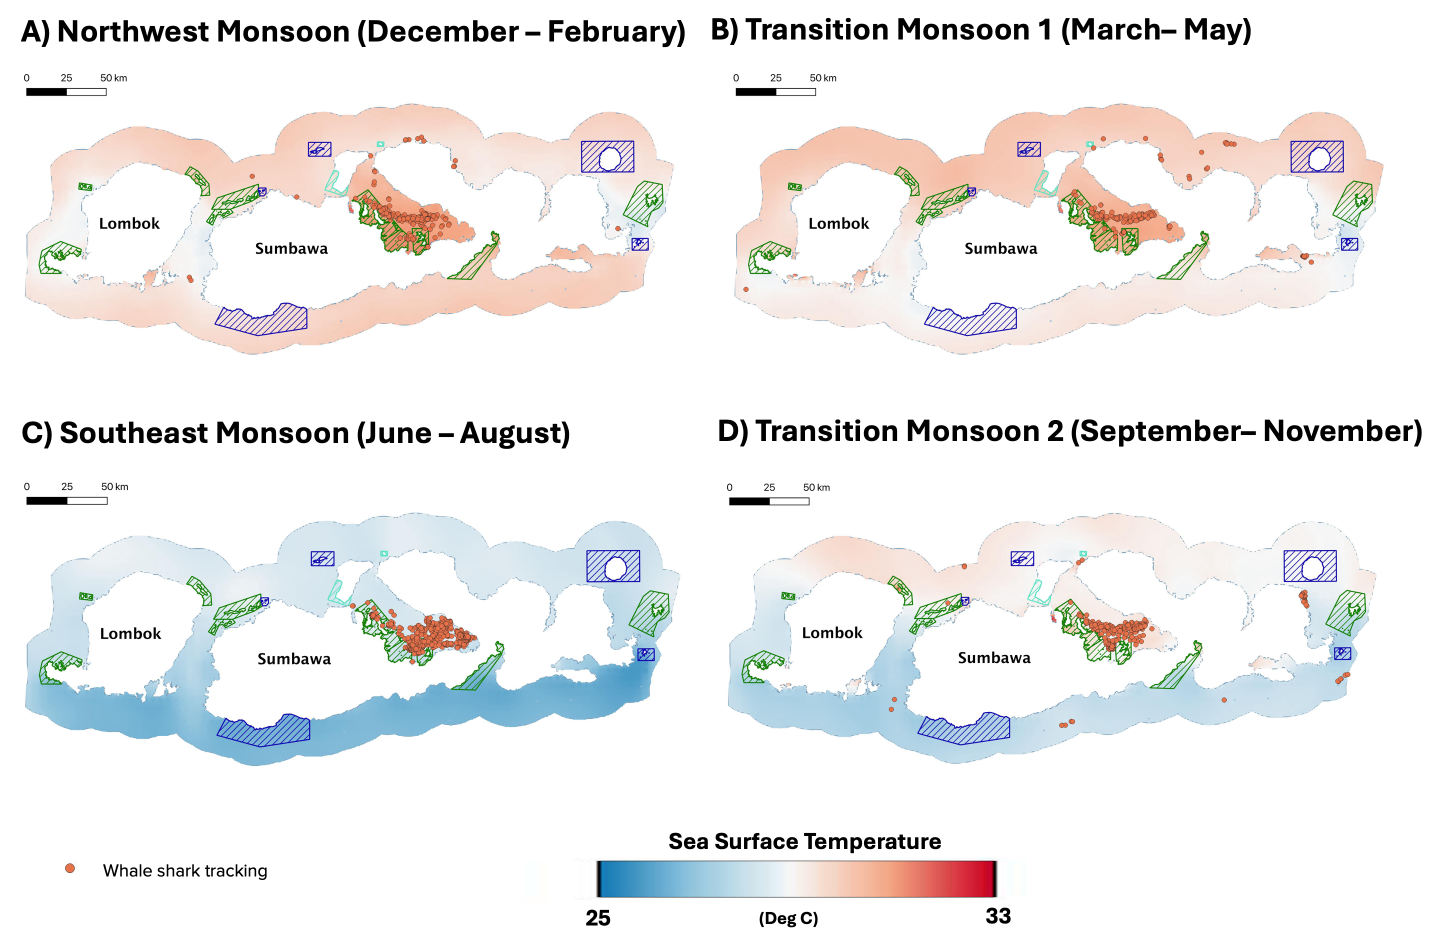 A) Northwest Monsoon (December – February)
B) Transition Monsoon 1 (March– May)
0 25 50 km
0 25 50 km
Lombok
Sumbawa
Lombok
Sumbawa
C) Southeast Monsoon (June – August)
D) Transition Monsoon 2 (September– November)
0 25 50 km
0 25 50 km
Lombok
Sumbawa
Lombok
Sumbawa
Sea Surface Temperature
Whale shark tracking
25 (Deg C) 33